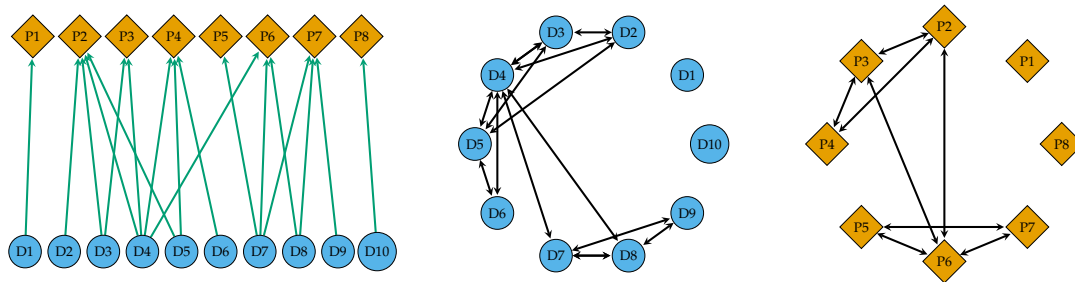 P1 P2 P3 P4 P5 P6 P7 P8
D1 D2 D3 D4 D5 D6 D7 D8 D9 D10
D3 D2
D4 D1
D5 D10
D6 D9
D7 D8
P2
P3 P1
P4 P8
P5 P7
P6